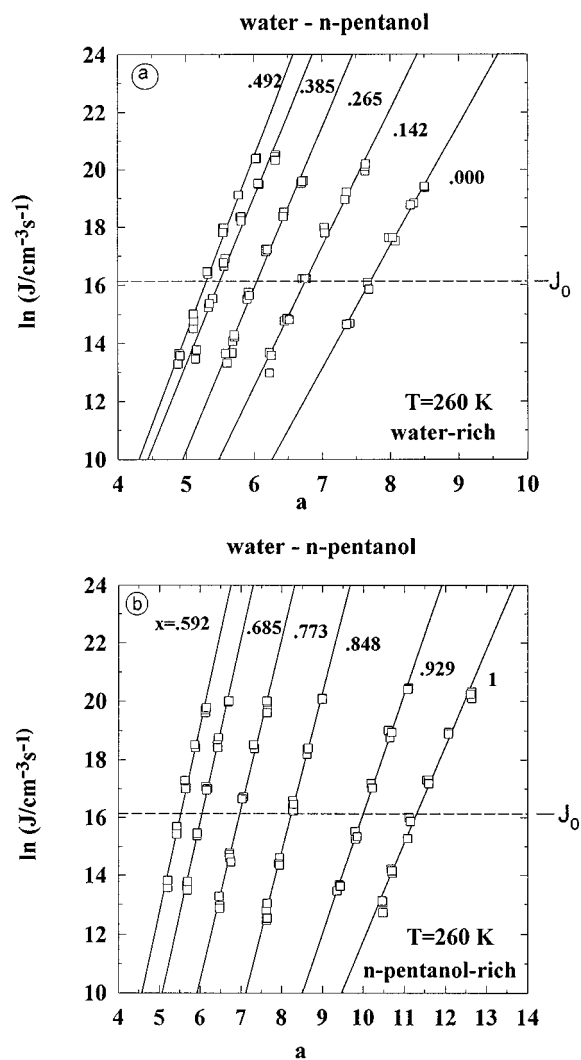 water - n-pentanol
a
.492
.385
.265
.142
.000
24
22
20
18
16
14
12
10
ln (J/cm⁻³s⁻¹)
J₀
T=260 K
water-rich
4 5 6 7 8 9 10
a
water - n-pentanol
b
x=.592
.685
.773
.848
.929
1
24
22
20
18
16
14
12
10
ln (J/cm⁻³s⁻¹)
J₀
T=260 K
n-pentanol-rich
4 5 6 7 8 9 10 11 12 13 14
a